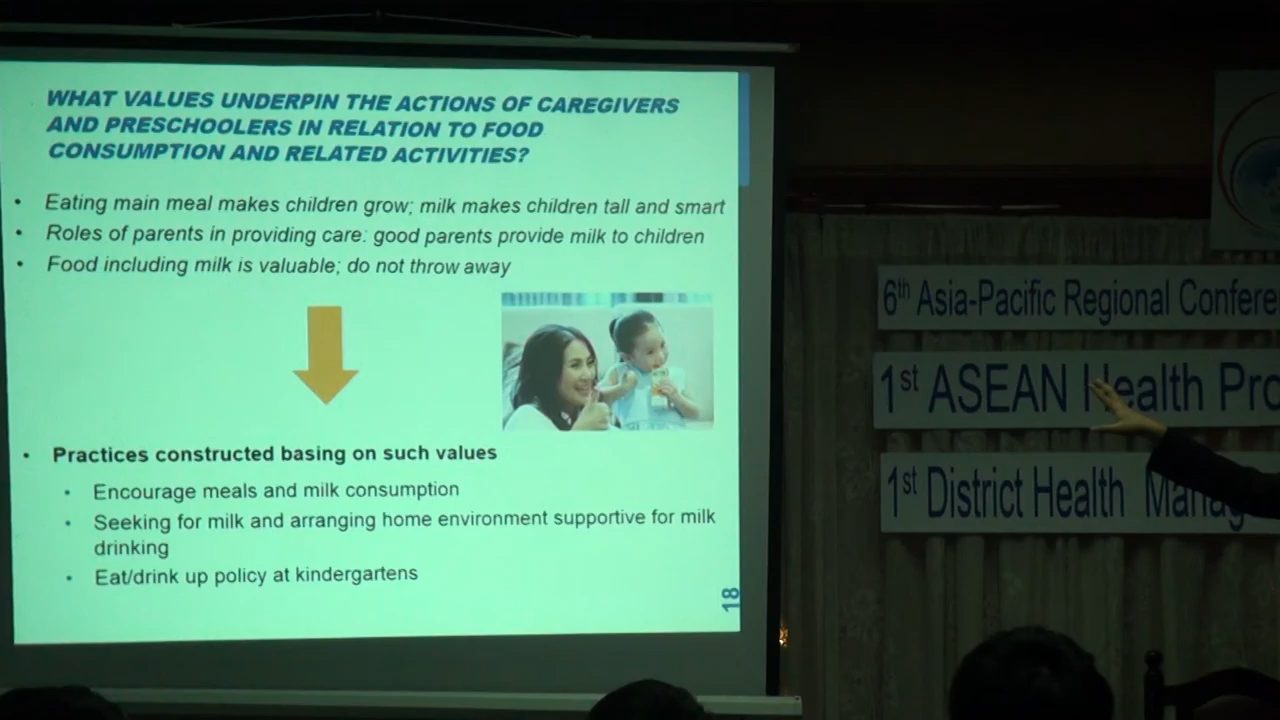 WHAT VALUES UNDERPIN THE ACTIONS OF CAREGIVERS
AND PRESCHOOLERS IN RELATION TO FOOD
CONSUMPTION AND RELATED ACTIVITIES?
• Eating main meal makes children grow; milk makes children tall and smart
• Roles of parents in providing care: good parents provide milk to children
• Food including milk is valuable; do not throw away
• Practices constructed basing on such values
• Encourage meals and milk consumption
• Seeking for milk and arranging home environment supportive for milk
drinking
• Eat/drink up policy at kindergartens
18
6th Asia-Pacific Regional Confere
1st ASEAN Health Pro
1st District Health Manag